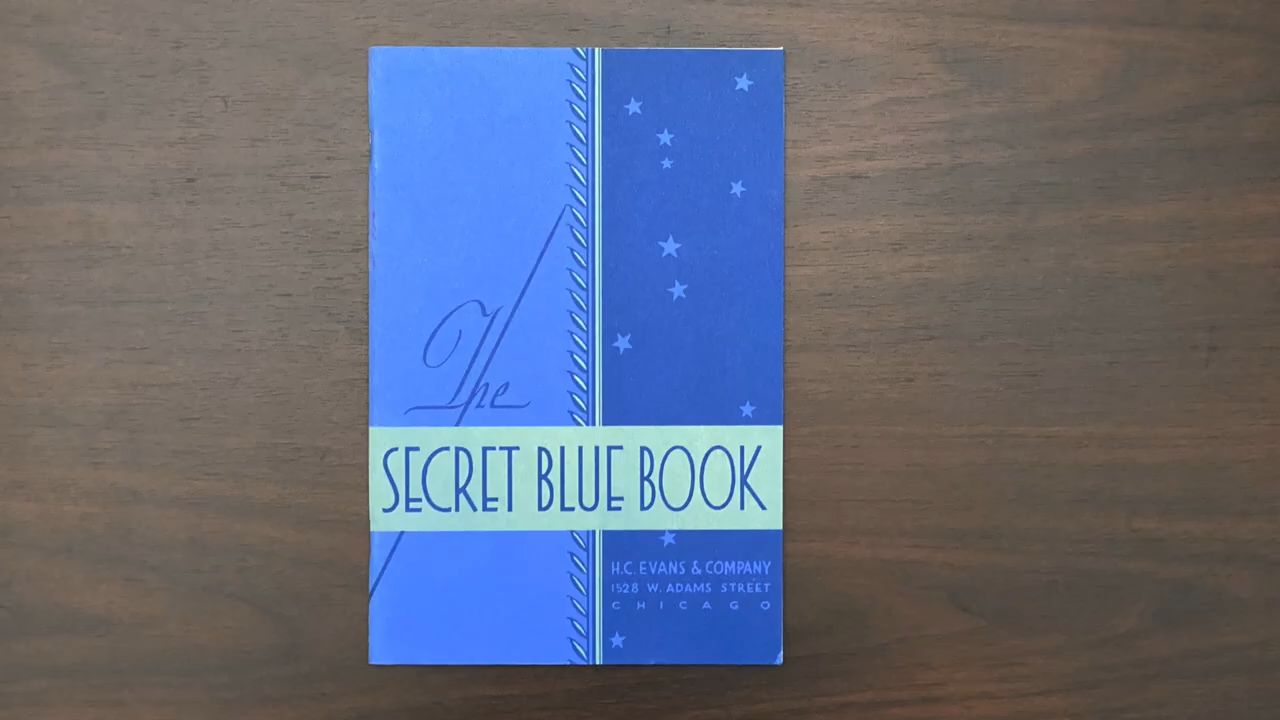 The
SECRET BLUE BOOK
H.C. EVANS & COMPANY
1528 W. ADAMS STREET
CHICAGO